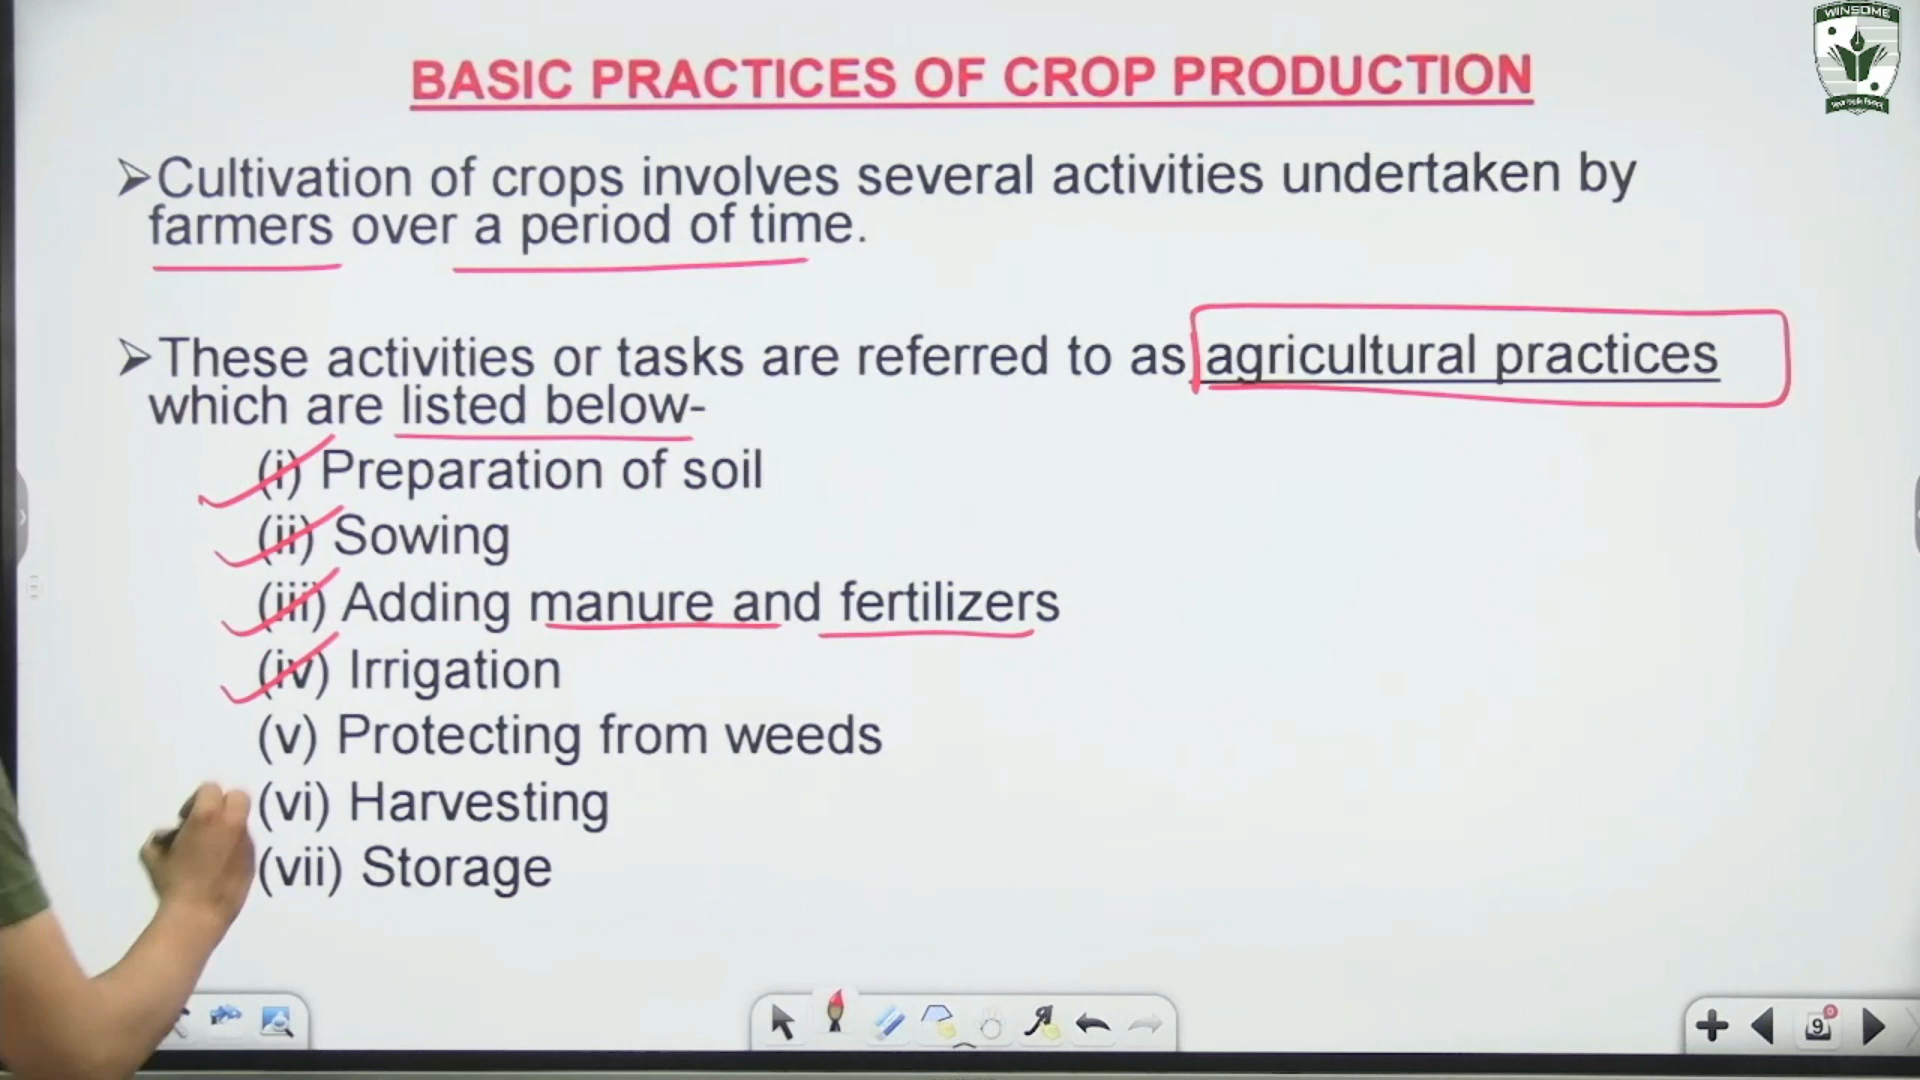 WINSOME
BASIC PRACTICES OF CROP PRODUCTION
➢Cultivation of crops involves several activities undertaken by
farmers over a period of time.
➢These activities or tasks are referred to as agricultural practices
which are listed below-
(i) Preparation of soil
(ii) Sowing
(iii) Adding manure and fertilizers
(iv) Irrigation
(v) Protecting from weeds
(vi) Harvesting
(vii) Storage
9